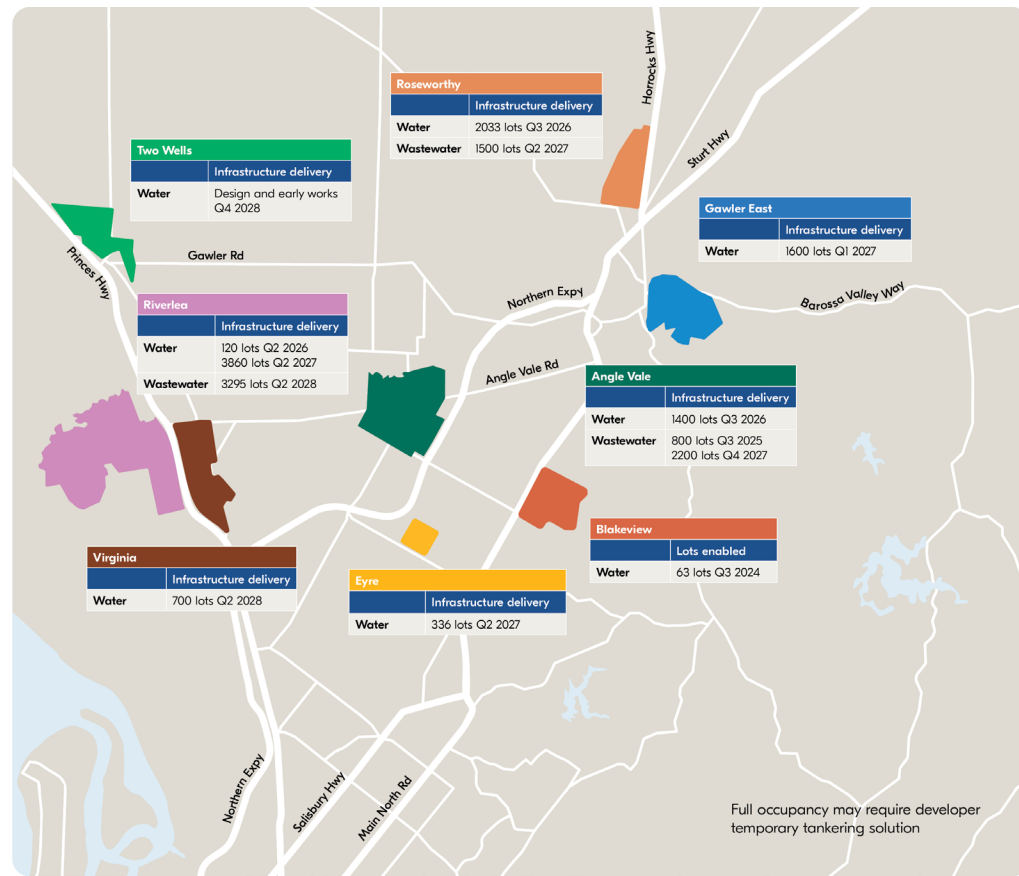 Horrocks Hwy
Roseworthy
Infrastructure delivery
Water 2033 lots Q3 2026
Wastewater 1500 lots Q2 2027
Sturt Hwy
Two Wells
Infrastructure delivery
Water Design and early works
Q4 2028
Gawler East
Infrastructure delivery
Water 1600 lots Q1 2027
Princes Hwy
Gawler Rd
Northern Expy
Barossa Valley Way
Riverlea
Infrastructure delivery
Water 120 lots Q2 2026
3860 lots Q2 2027
Wastewater 3295 lots Q2 2028
Angle Vale Rd
Angle Vale
Infrastructure delivery
Water 1400 lots Q3 2026
Wastewater 800 lots Q3 2025
2200 lots Q4 2027
Blakeview
Lots enabled
Water 63 lots Q3 2024
Virginia
Infrastructure delivery
Water 700 lots Q2 2028
Eyre
Infrastructure delivery
Water 336 lots Q2 2027
Northern Expy
Salisbury Hwy
Main North Rd
Full occupancy may require developer
temporary tankering solution